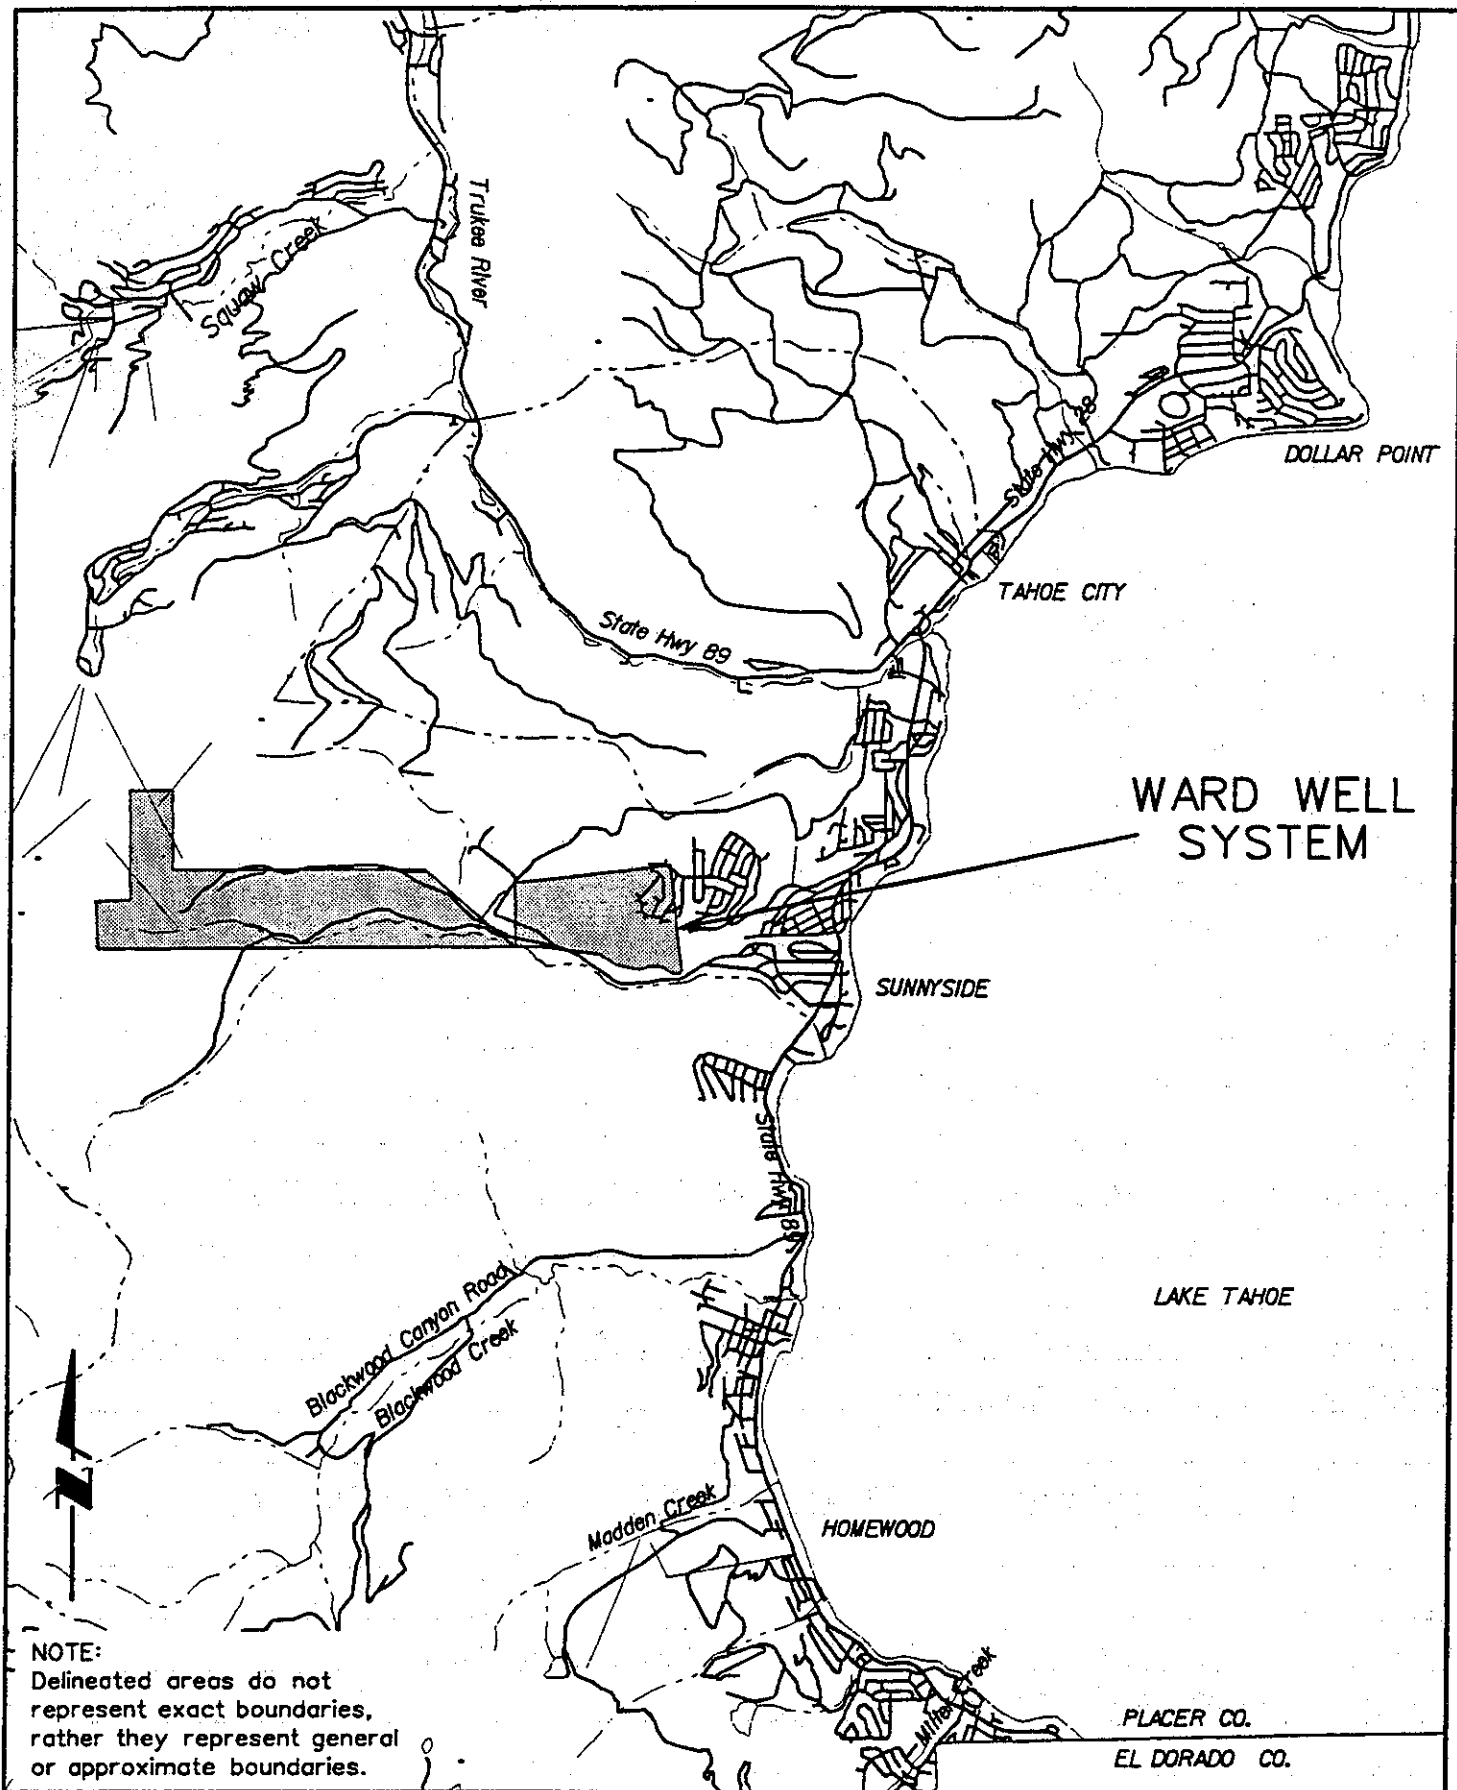 Trukee River
Squaw Creek
State Hwy 28
DOLLAR POINT
TAHOE CITY
State Hwy 89
WARD WELL
SYSTEM
SUNNYSIDE
State Hwy 89
LAKE TAHOE
Blackwood Canyon Road
Blackwood Creek
Madden Creek
HOMEWOOD
N
NOTE:
Delineated areas do not
represent exact boundaries,
rather they represent general
or approximate boundaries.
Creek
PLACER CO.
EL DORADO CO.